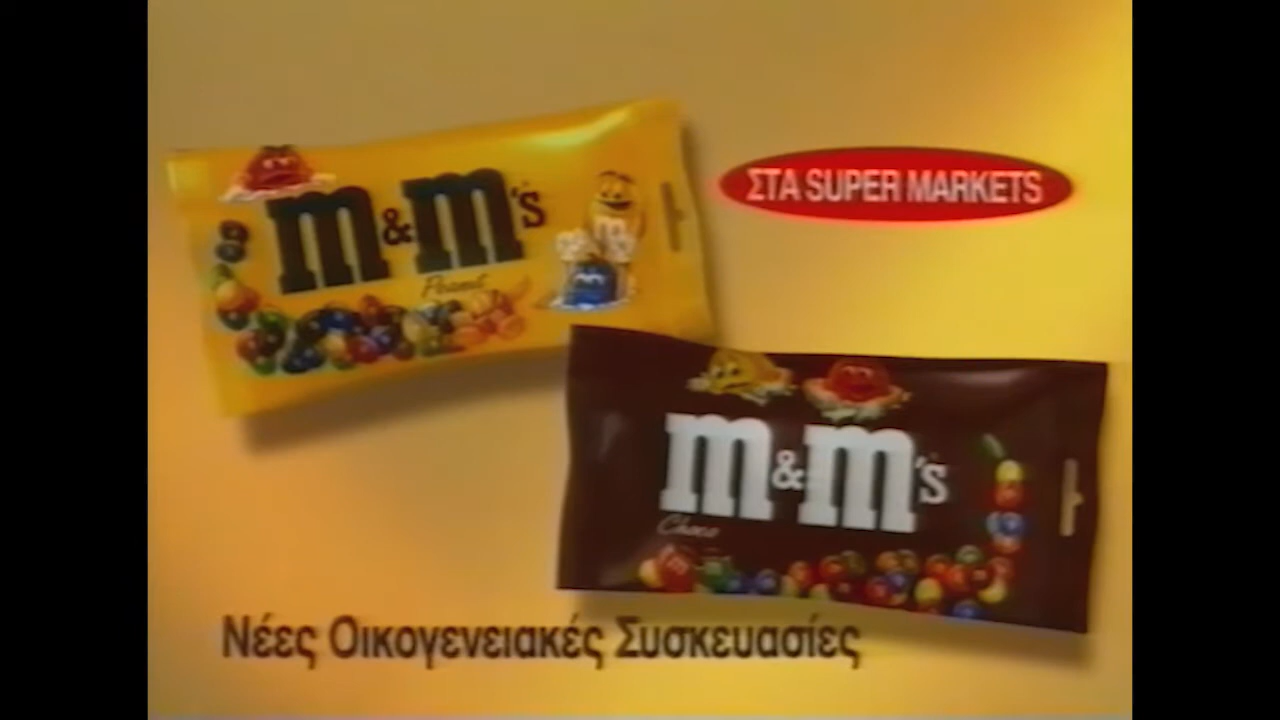 m&m's
Peanut
ΣΤΑ SUPER MARKETS
m&m's
Choco
Νέες Οικογενειακές Συσκευασίες